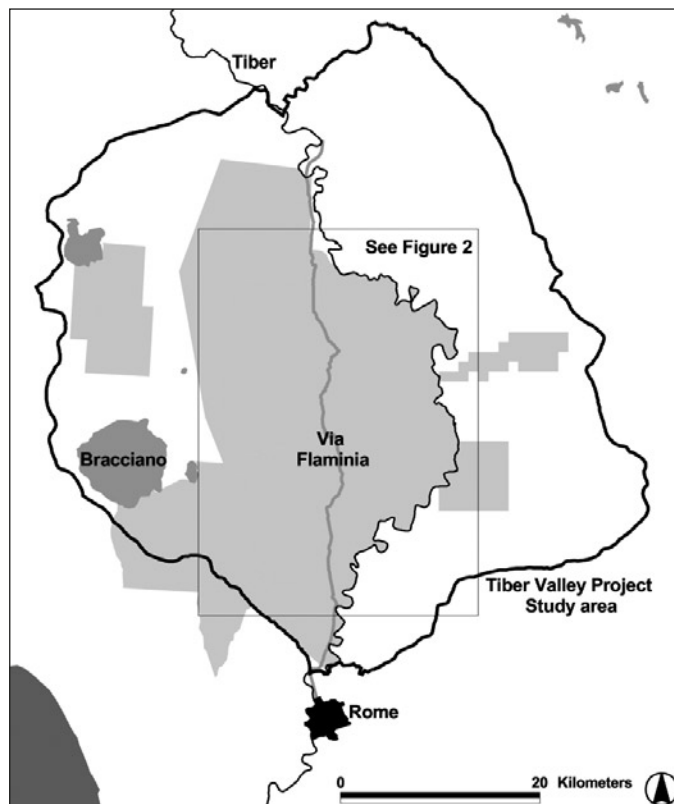 Tiber
See Figure 2
Via
Flaminia
Bracciano
Tiber Valley Project
Study area
Rome
0 20 Kilometers